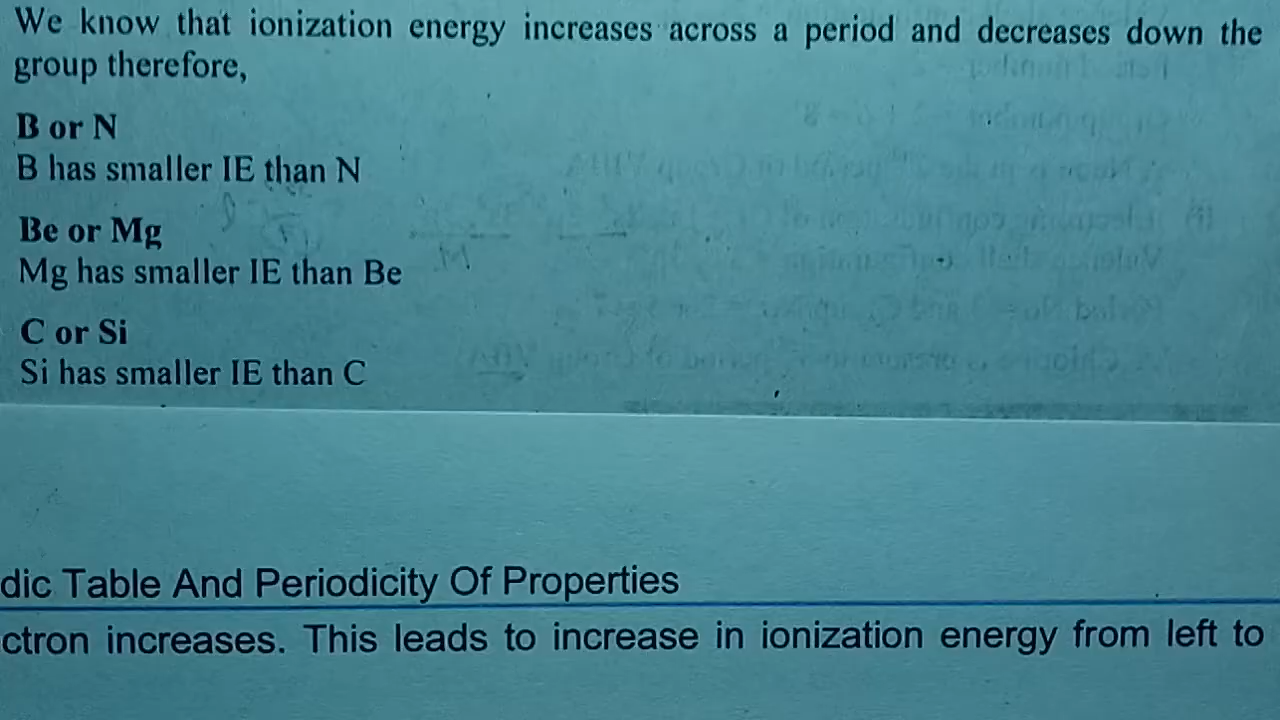 We know that ionization energy increases across a period and decreases down the
group therefore,
B or N
B has smaller IE than N
Be or Mg
Mg has smaller IE than Be
C or Si
Si has smaller IE than C
dic Table And Periodicity Of Properties
ctron increases. This leads to increase in ionization energy from left to